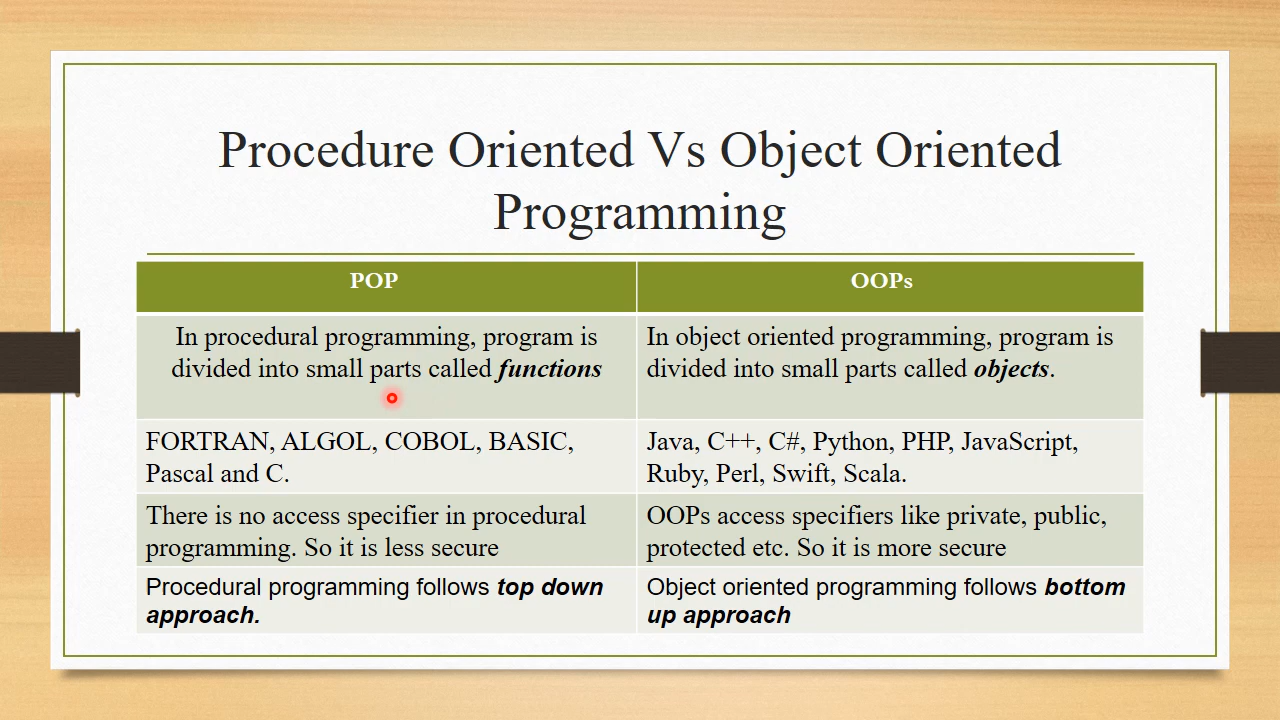 Procedure Oriented Vs Object Oriented
Programming
POP
OOPs
In procedural programming, program is
divided into small parts called functions
In object oriented programming, program is
divided into small parts called objects.
FORTRAN, ALGOL, COBOL, BASIC,
Pascal and C.
Java, C++, C#, Python, PHP, JavaScript,
Ruby, Perl, Swift, Scala.
There is no access specifier in procedural
programming. So it is less secure
OOPs access specifiers like private, public,
protected etc. So it is more secure
Procedural programming follows top down
approach.
Object oriented programming follows bottom
up approach